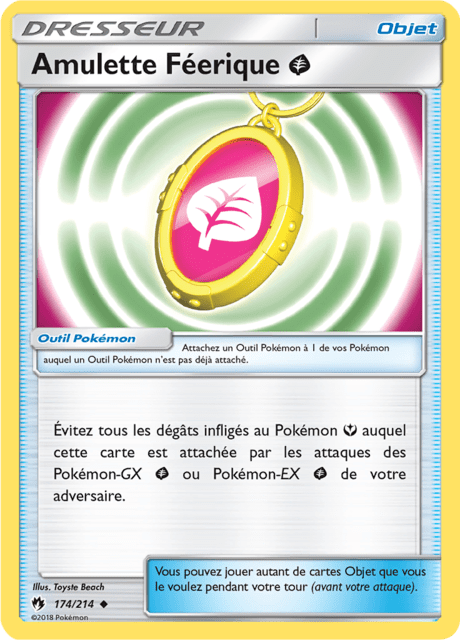 DRESSEUR
Objet
Amulette Féerique
Outil Pokémon
Attachez un Outil Pokémon à 1 de vos Pokémon
auquel un Outil Pokémon n'est pas déjà attaché.
Évitez tous les dégâts infligés au Pokémon auquel
cette carte est attachée par les attaques des
Pokémon-GX ou Pokémon-EX de votre
adversaire.
Vous pouvez jouer autant de cartes Objet que vous
le voulez pendant votre tour (avant votre attaque).
Illus. Toyste Beach
174/214
©2018 Pokémon